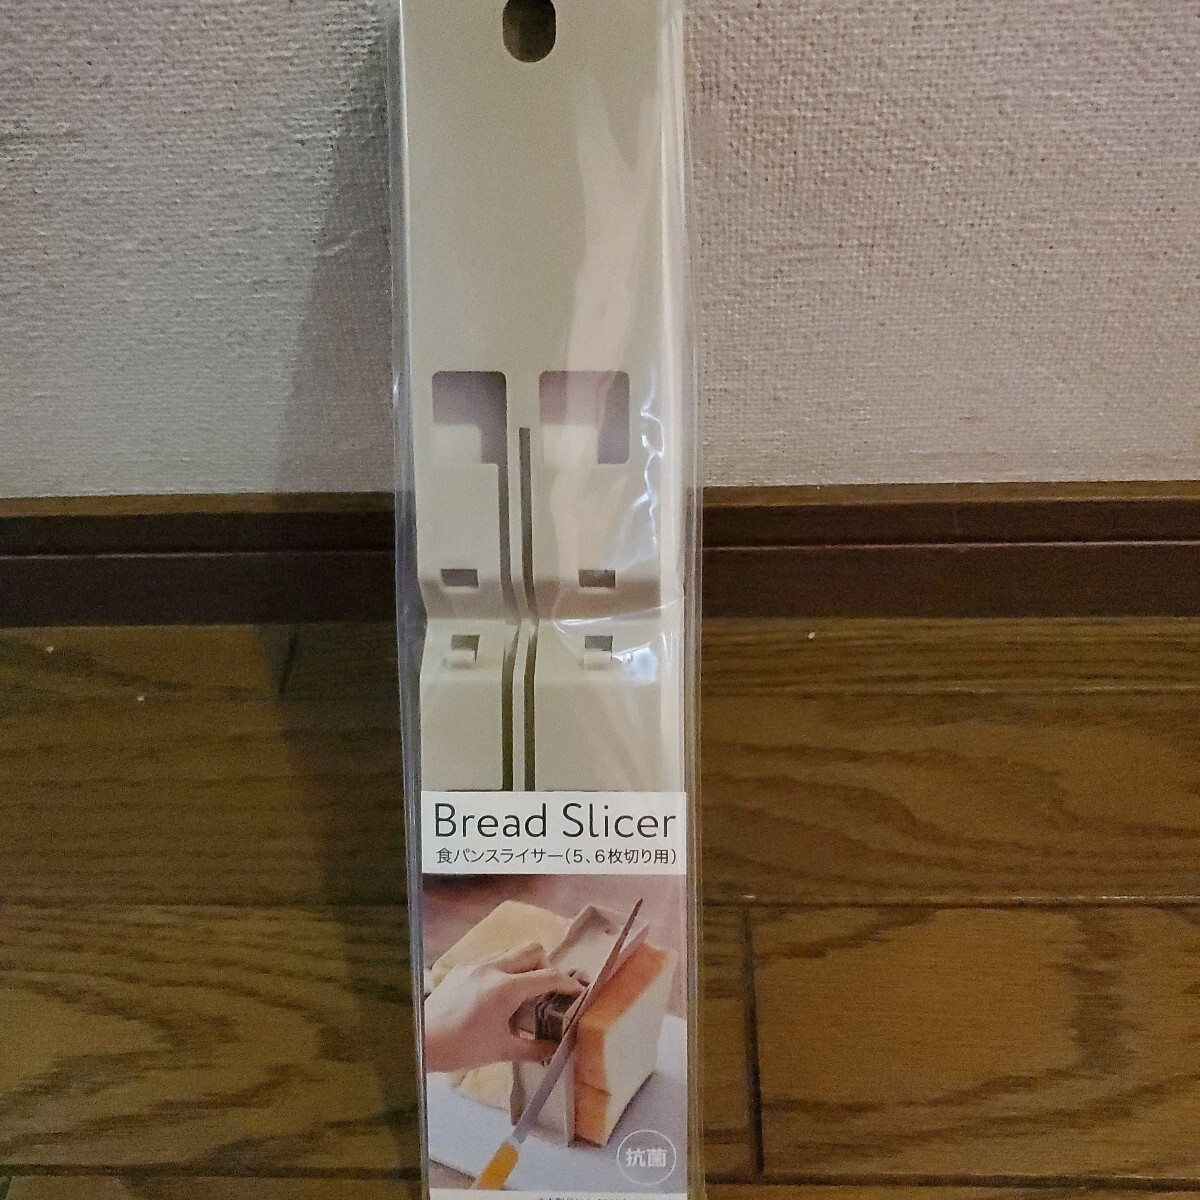 Bread Slicer
食パンスライサー(5、6枚切り用)
抗菌